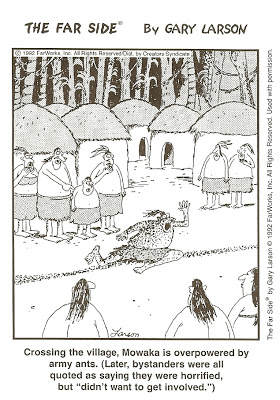 THE FAR SIDE® By GARY LARSON
© 1992 FarWorks, Inc. All Rights Reserved/Dist. by Creators Syndicate
Larson
The Far Side® by Gary Larson © 1992 FarWorks, Inc. All Rights Reserved. Used with permission.
Crossing the village, Mowaka is overpowered by
army ants. (Later, bystanders were all
quoted as saying they were horrified,
but “didn’t want to get involved.”)